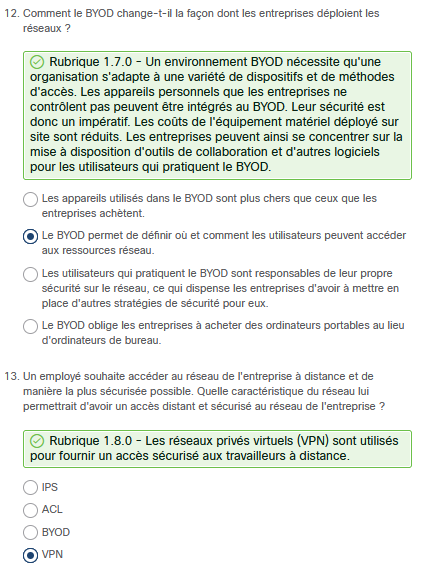 12. Comment le BYOD change-t-il la façon dont les entreprises déploient les
réseaux ?
Rubrique 1.7.0 - Un environnement BYOD nécessite qu'une
organisation s'adapte à une variété de dispositifs et de méthodes
d'accès. Les appareils personnels que les entreprises ne
contrôlent pas peuvent être intégrés au BYOD. Leur sécurité est
donc un impératif. Les coûts de l'équipement matériel déployé sur
site sont réduits. Les entreprises peuvent ainsi se concentrer sur la
mise à disposition d'outils de collaboration et d'autres logiciels
pour les utilisateurs qui pratiquent le BYOD.
Les appareils utilisés dans le BYOD sont plus chers que ceux que les
entreprises achètent.
Le BYOD permet de définir où et comment les utilisateurs peuvent accéder
aux ressources réseau.
Les utilisateurs qui pratiquent le BYOD sont responsables de leur propre
sécurité sur le réseau, ce qui dispense les entreprises d'avoir à mettre en
place d'autres stratégies de sécurité pour eux.
Le BYOD oblige les entreprises à acheter des ordinateurs portables au lieu
d'ordinateurs de bureau.
13. Un employé souhaite accéder au réseau de l'entreprise à distance et de
manière la plus sécurisée possible. Quelle caractéristique du réseau lui
permettrait d'avoir un accès distant et sécurisé au réseau de l'entreprise ?
Rubrique 1.8.0 - Les réseaux privés virtuels (VPN) sont utilisés
pour fournir un accès sécurisé aux travailleurs à distance.
IPS
ACL
BYOD
VPN